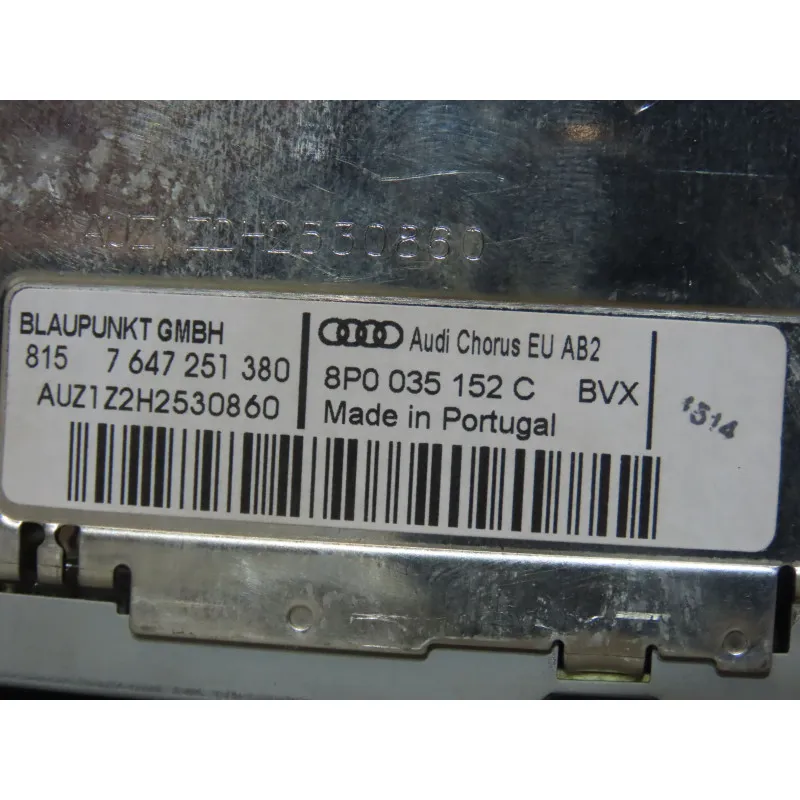 AUZ1Z2H2530860
BLAUPUNKT GMBH
815 7 647 251 380
AUZ1Z2H2530860
Audi Chorus EU AB2
8P0 035 152 C BVX
Made in Portugal
1314